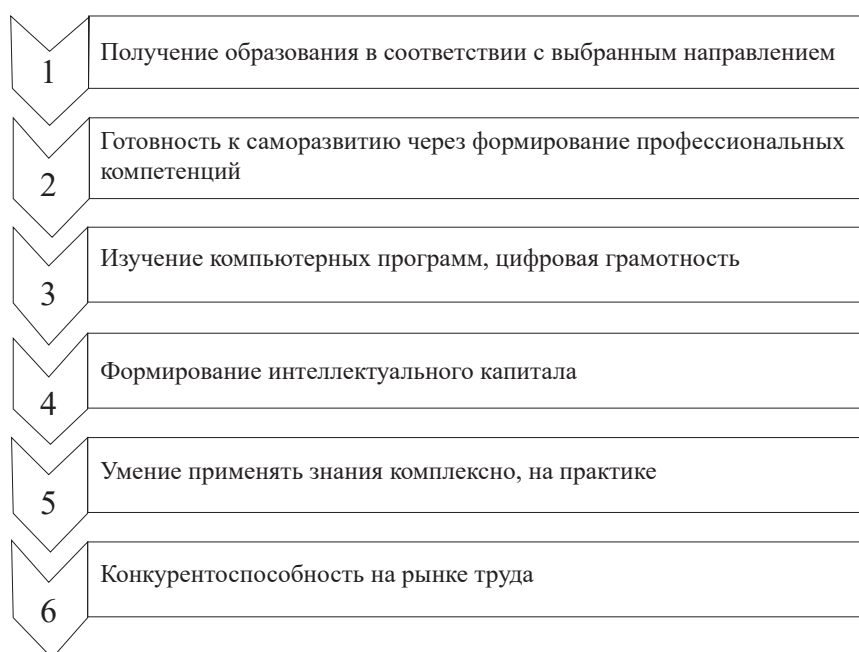 1
Получение образования в соответствии с выбранным направлением
2
Готовность к саморазвитию через формирование профессиональных
компетенций
3
Изучение компьютерных программ, цифровая грамотность
4
Формирование интеллектуального капитала
5
Умение применять знания комплексно, на практике
6
Конкурентоспособность на рынке труда